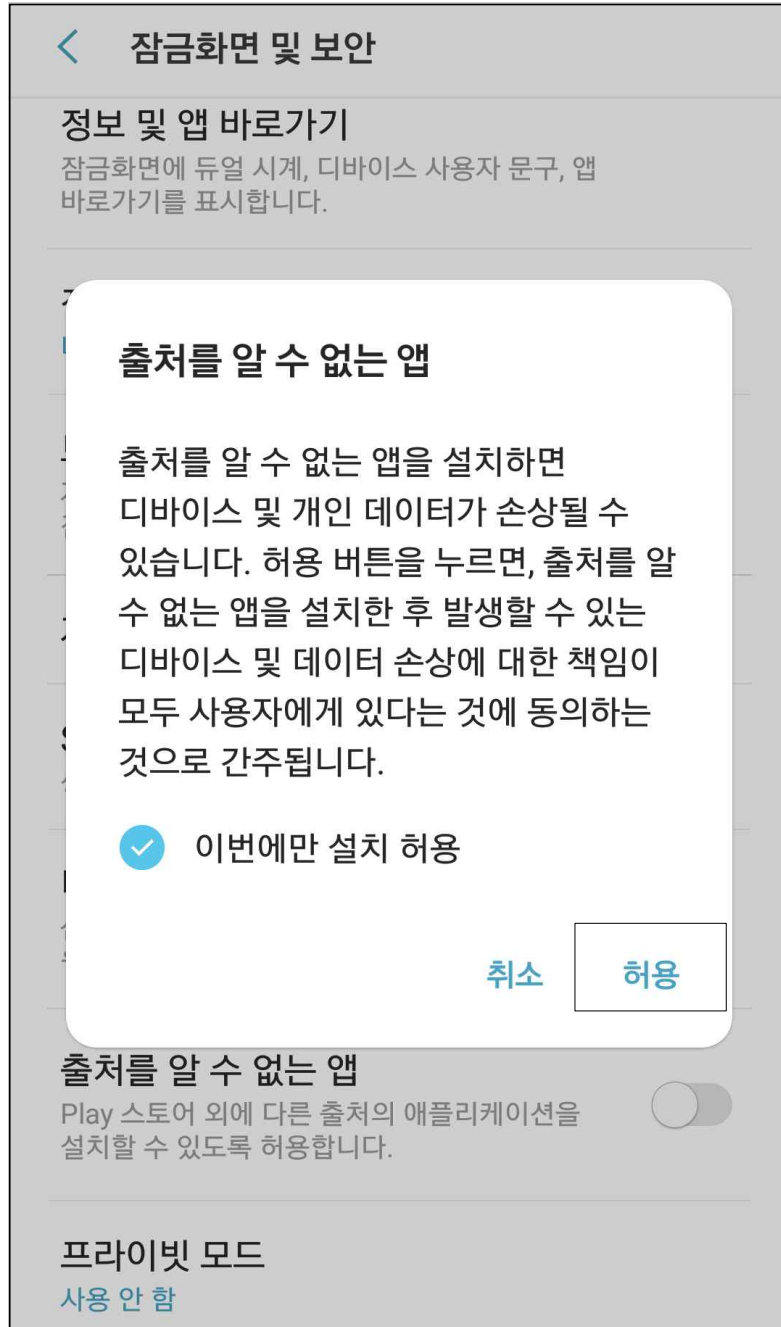 잠금화면 및 보안
정보 및 앱 바로가기
잠금화면에 듀얼 시계, 디바이스 사용자 문구, 앱
바로가기를 표시합니다.
출처를 알 수 없는 앱
출처를 알 수 없는 앱을 설치하면
디바이스 및 개인 데이터가 손상될 수
있습니다. 허용 버튼을 누르면, 출처를 알
수 없는 앱을 설치한 후 발생할 수 있는
디바이스 및 데이터 손상에 대한 책임이
모두 사용자에게 있다는 것에 동의하는
것으로 간주됩니다.
이번에만 설치 허용
취소 허용
출처를 알 수 없는 앱
Play 스토어 외에 다른 출처의 애플리케이션을
설치할 수 있도록 허용합니다.
프라이빗 모드
사용 안 함